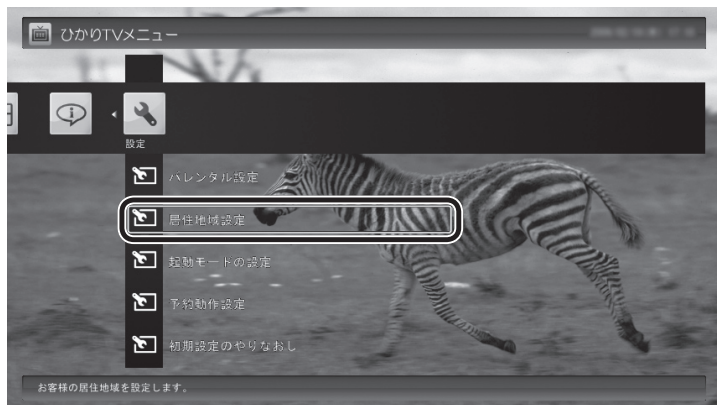 ひかりTVメニュー
設定
パレンタル設定
居住地域設定
起動モードの設定
予約動作設定
初期設定のやりなおし
お客様の居住地域を設定します。